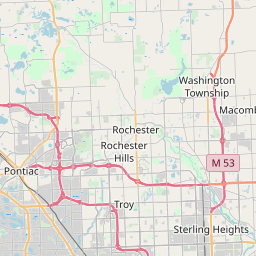 Washington
Township
Macomb
Rochester
Rochester
Hills
M 53
Pontiac
Troy
Sterling Heights